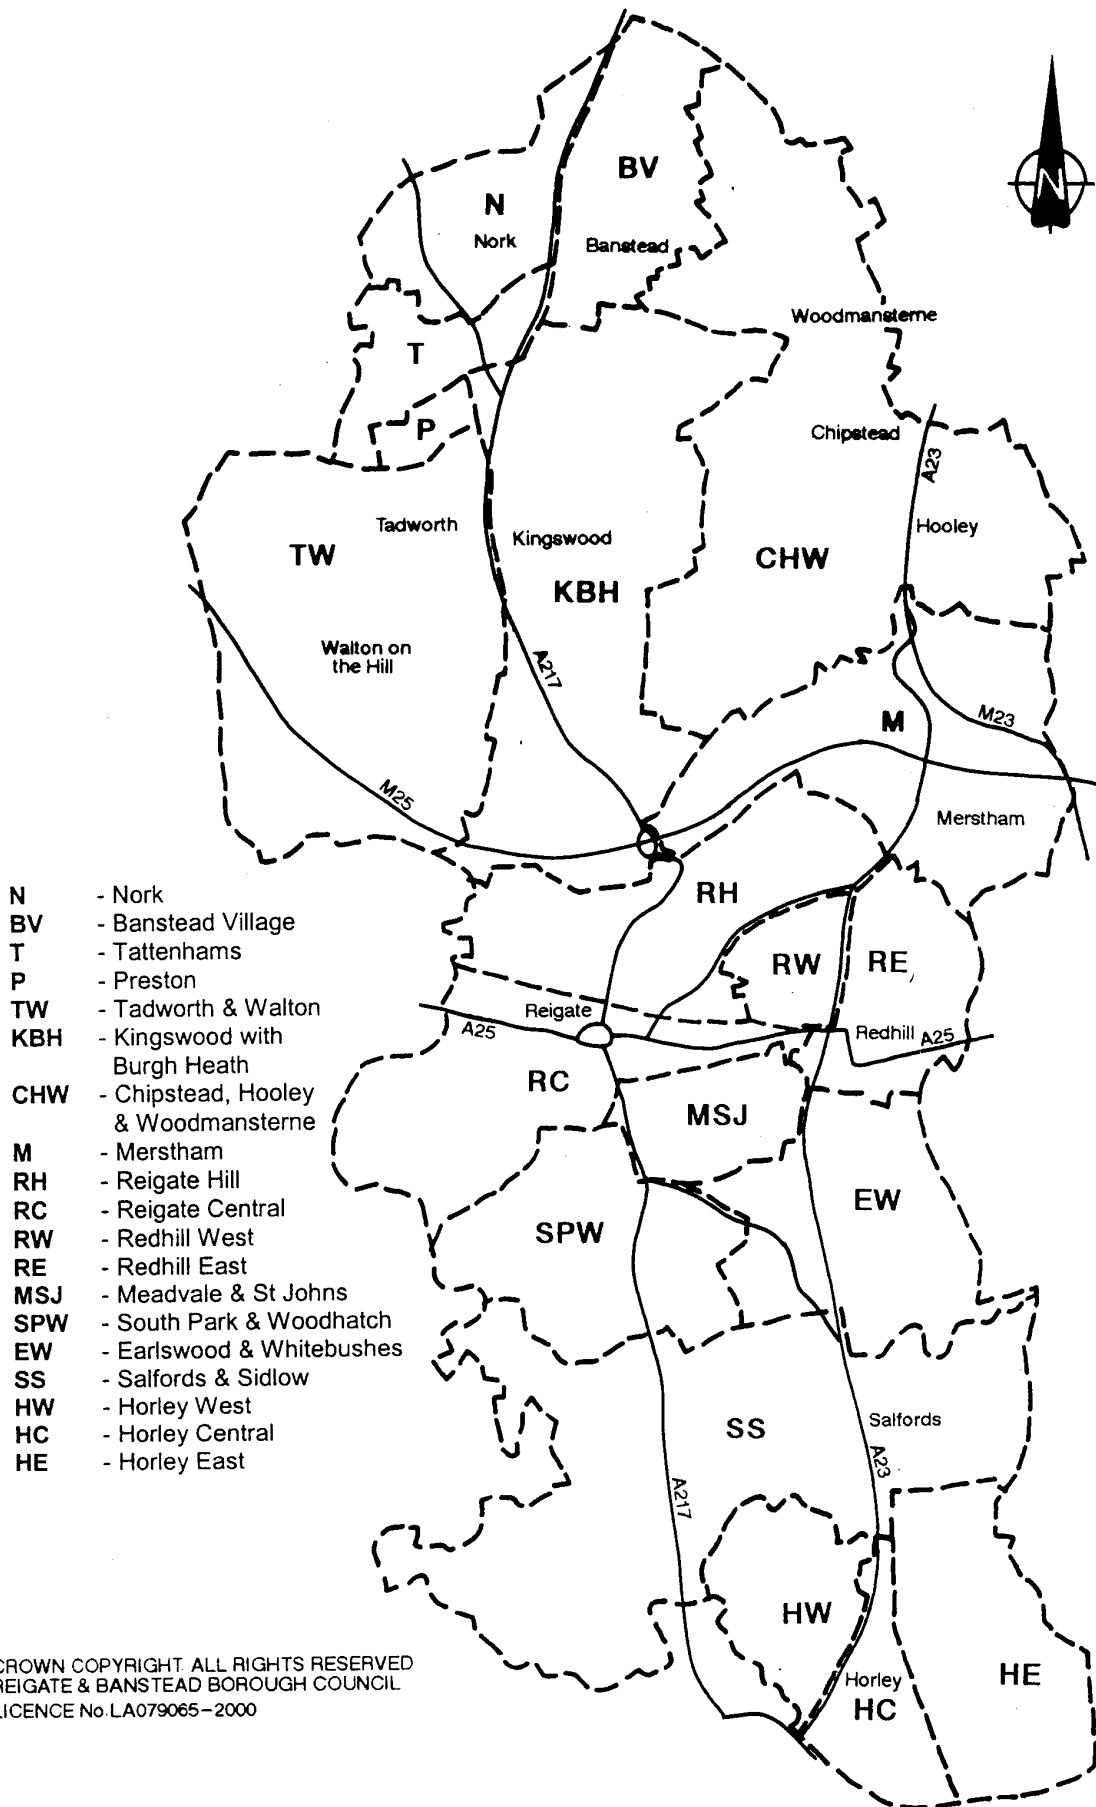 BV
N
N
Nork
Banstead
Woodmansterne
T
P
Chipstead
A23
Tadworth
Kingswood
Hooley
TW
CHW
KBH
Walton on
the Hill
A217
M
M23
M25
Merstham
RH
RW
RE
Reigate
A25
Redhill
A25
RC
MSJ
EW
SPW
SS
Salfords
A23
A217
HW
Horley
HC
HE
N - Nork
BV - Banstead Village
T - Tattenhams
P - Preston
TW - Tadworth & Walton
KBH - Kingswood with
Burgh Heath
CHW - Chipstead, Hooley
& Woodmansterne
M - Merstham
RH - Reigate Hill
RC - Reigate Central
RW - Redhill West
RE - Redhill East
MSJ - Meadvale & St Johns
SPW - South Park & Woodhatch
EW - Earlswood & Whitebushes
SS - Salfords & Sidlow
HW - Horley West
HC - Horley Central
HE - Horley East
CROWN COPYRIGHT. ALL RIGHTS RESERVED
REIGATE & BANSTEAD BOROUGH COUNCIL
LICENCE No.LA079065-2000